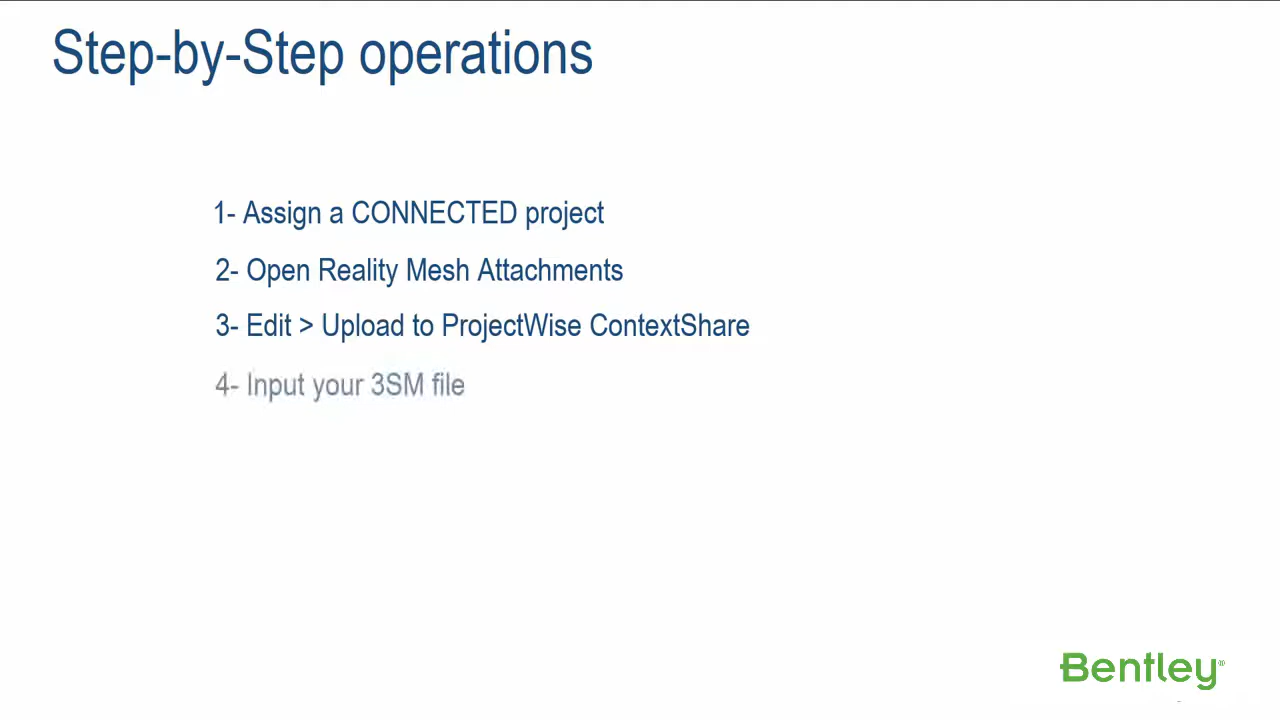 Step-by-Step operations
1- Assign a CONNECTED project
2- Open Reality Mesh Attachments
3- Edit > Upload to ProjectWise ContextShare
4- Input your 3SM file
Bentley®